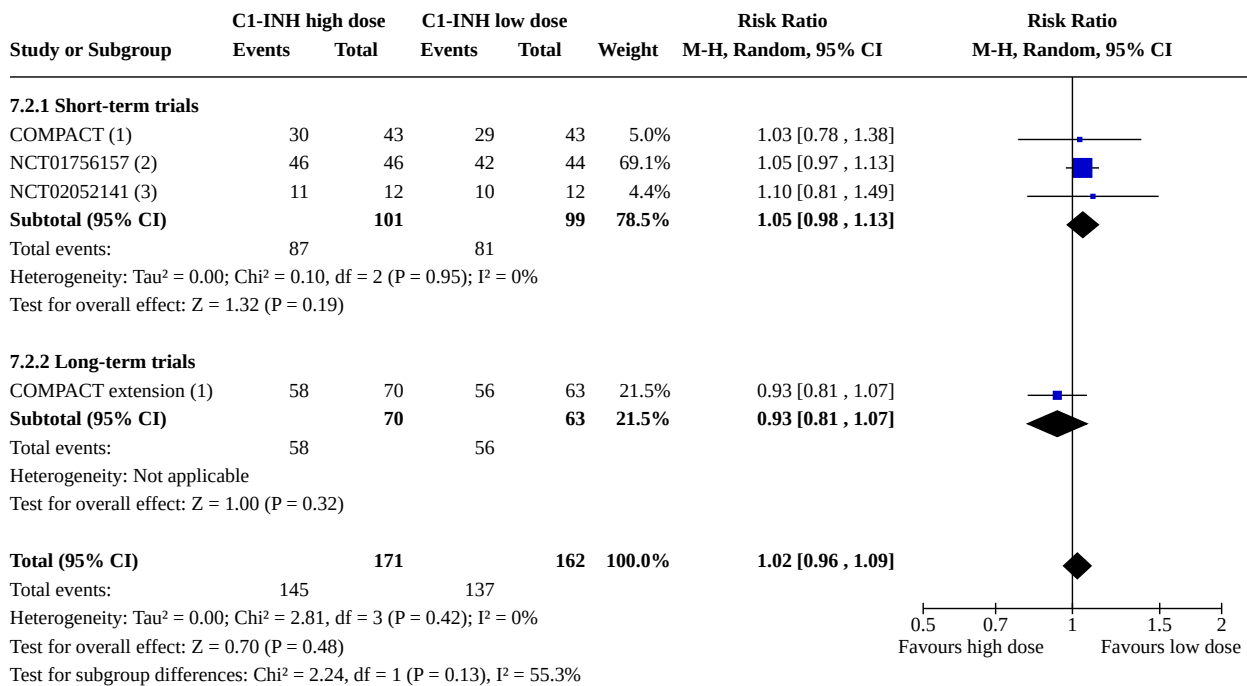 C1-INH high dose C1-INH low dose Risk Ratio Risk Ratio
Study or Subgroup Events Total Events Total Weight M-H, Random, 95% CI M-H, Random, 95% CI
7.2.1 Short-term trials
COMPACT (1) 30 43 29 43 5.0% 1.03 [0.78 , 1.38]
NCT01756157 (2) 46 46 42 44 69.1% 1.05 [0.97 , 1.13]
NCT02052141 (3) 11 12 10 12 4.4% 1.10 [0.81 , 1.49]
Subtotal (95% CI) 101 99 78.5% 1.05 [0.98 , 1.13]
Total events: 87 81
Heterogeneity: Tau² = 0.00; Chi² = 0.10, df = 2 (P = 0.95); I² = 0%
Test for overall effect: Z = 1.32 (P = 0.19)
7.2.2 Long-term trials
COMPACT extension (1) 58 70 56 63 21.5% 0.93 [0.81 , 1.07]
Subtotal (95% CI) 70 63 21.5% 0.93 [0.81 , 1.07]
Total events: 58 56
Heterogeneity: Not applicable
Test for overall effect: Z = 1.00 (P = 0.32)
Total (95% CI) 171 162 100.0% 1.02 [0.96 , 1.09]
Total events: 145 137
Heterogeneity: Tau² = 0.00; Chi² = 2.81, df = 3 (P = 0.42); I² = 0%
Test for overall effect: Z = 0.70 (P = 0.48)
Test for subgroup differences: Chi² = 2.24, df = 1 (P = 0.13), I² = 55.3%
0.5 0.7 1 1.5 2
Favours high dose Favours low dose